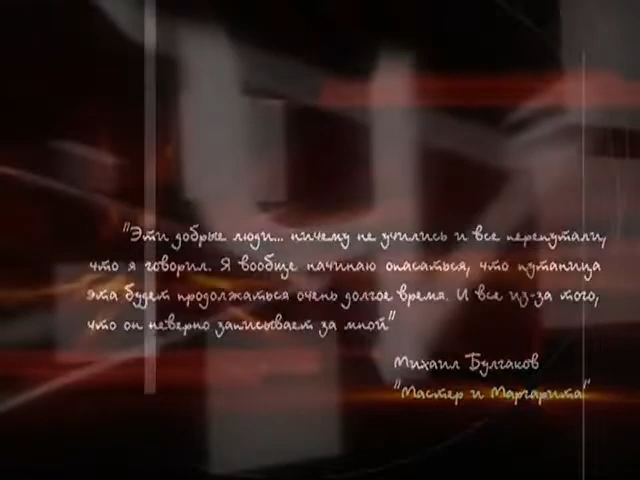 "Эти добрые люди... ничему не учились и все перепутали,
что я говорил. Я вообще начинаю опасаться, что путаница
эта будет продолжаться очень долгое время. И все из-за того,
что он неверно записывает за мной"
Михаил Булгаков
"Мастер и Маргарита"